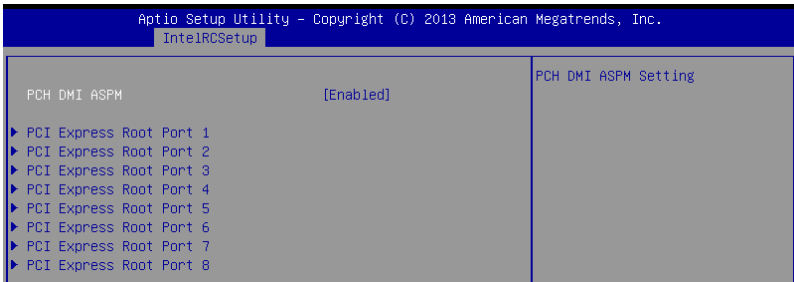 Aptio Setup Utility – Copyright (C) 2013 American Megatrends, Inc.
IntelRCSetup
PCH DMI ASPM [Enabled]
PCH DMI ASPM Setting
PCI Express Root Port 1
PCI Express Root Port 2
PCI Express Root Port 3
PCI Express Root Port 4
PCI Express Root Port 5
PCI Express Root Port 6
PCI Express Root Port 7
PCI Express Root Port 8